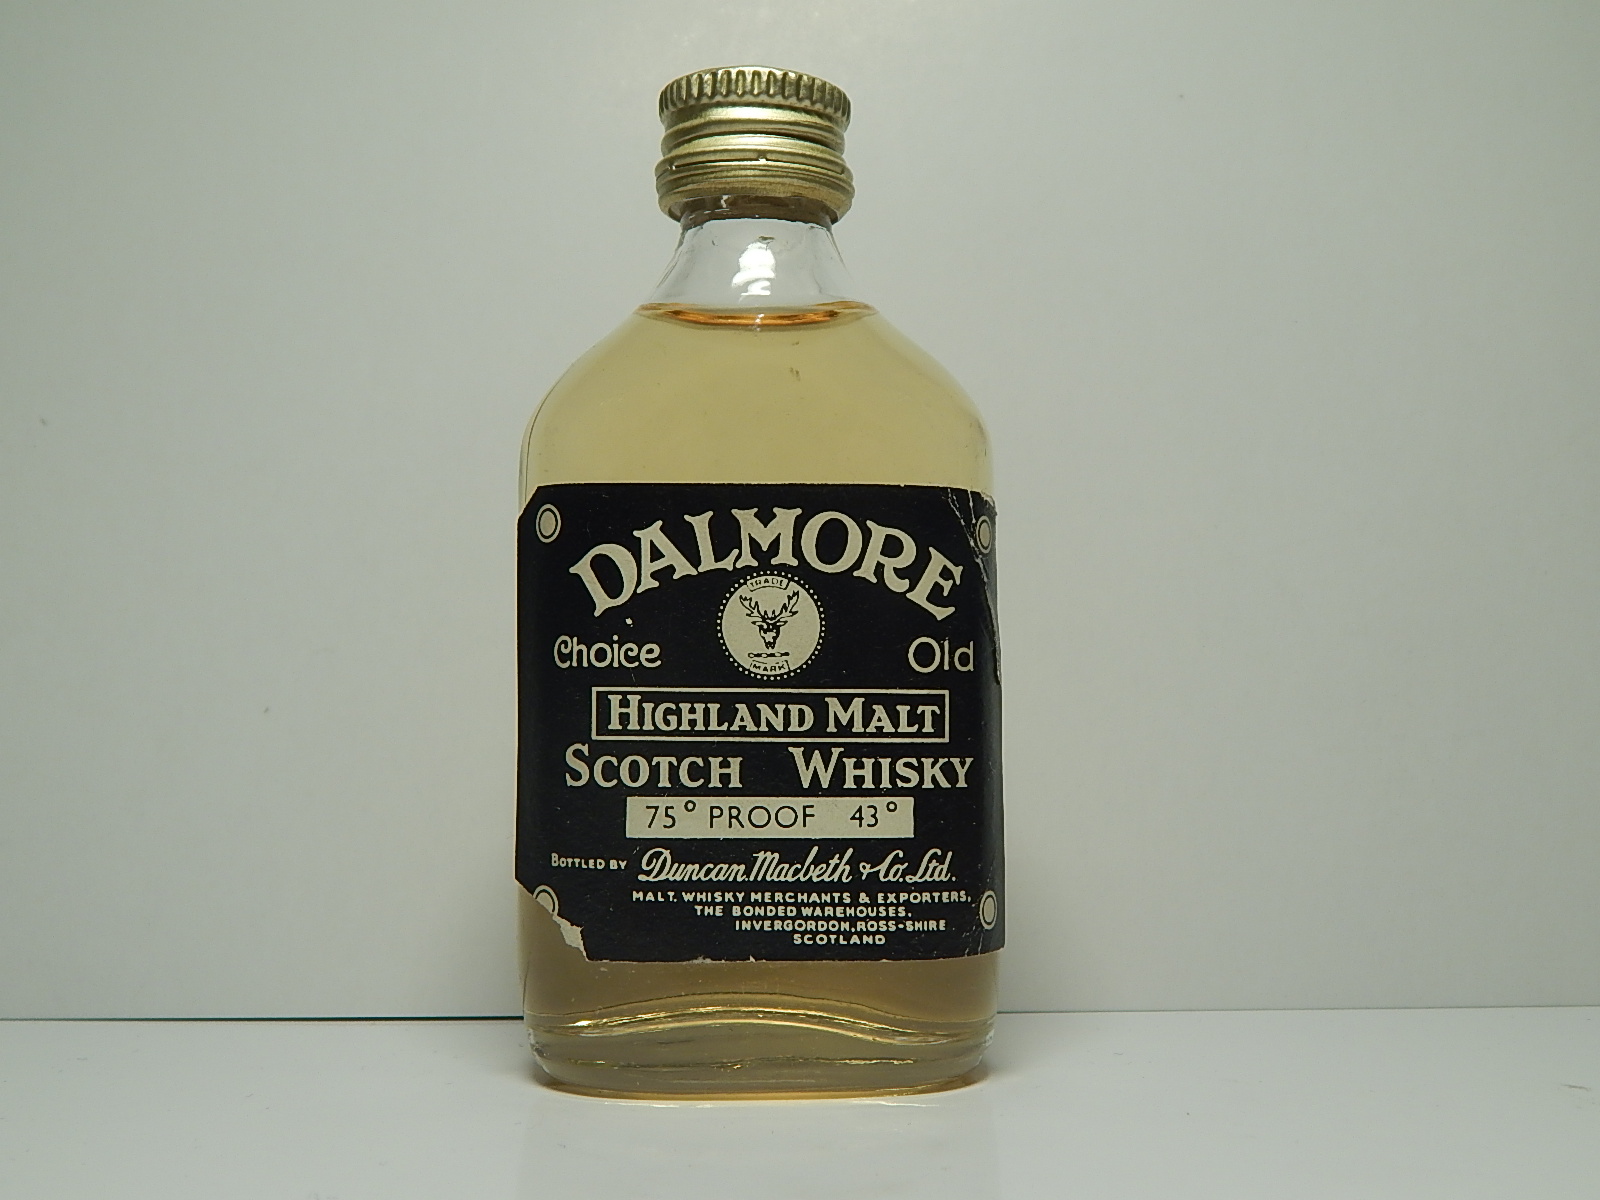 DALMORE
TRADE
MARK
Choice Old
HIGHLAND MALT
SCOTCH WHISKY
75° PROOF 43°
BOTTLED BY Duncan Macbeth & Co. Ltd.
MALT. WHISKY MERCHANTS & EXPORTERS,
THE BONDED WAREHOUSES,
INVERGORDON, ROSS-SHIRE
SCOTLAND